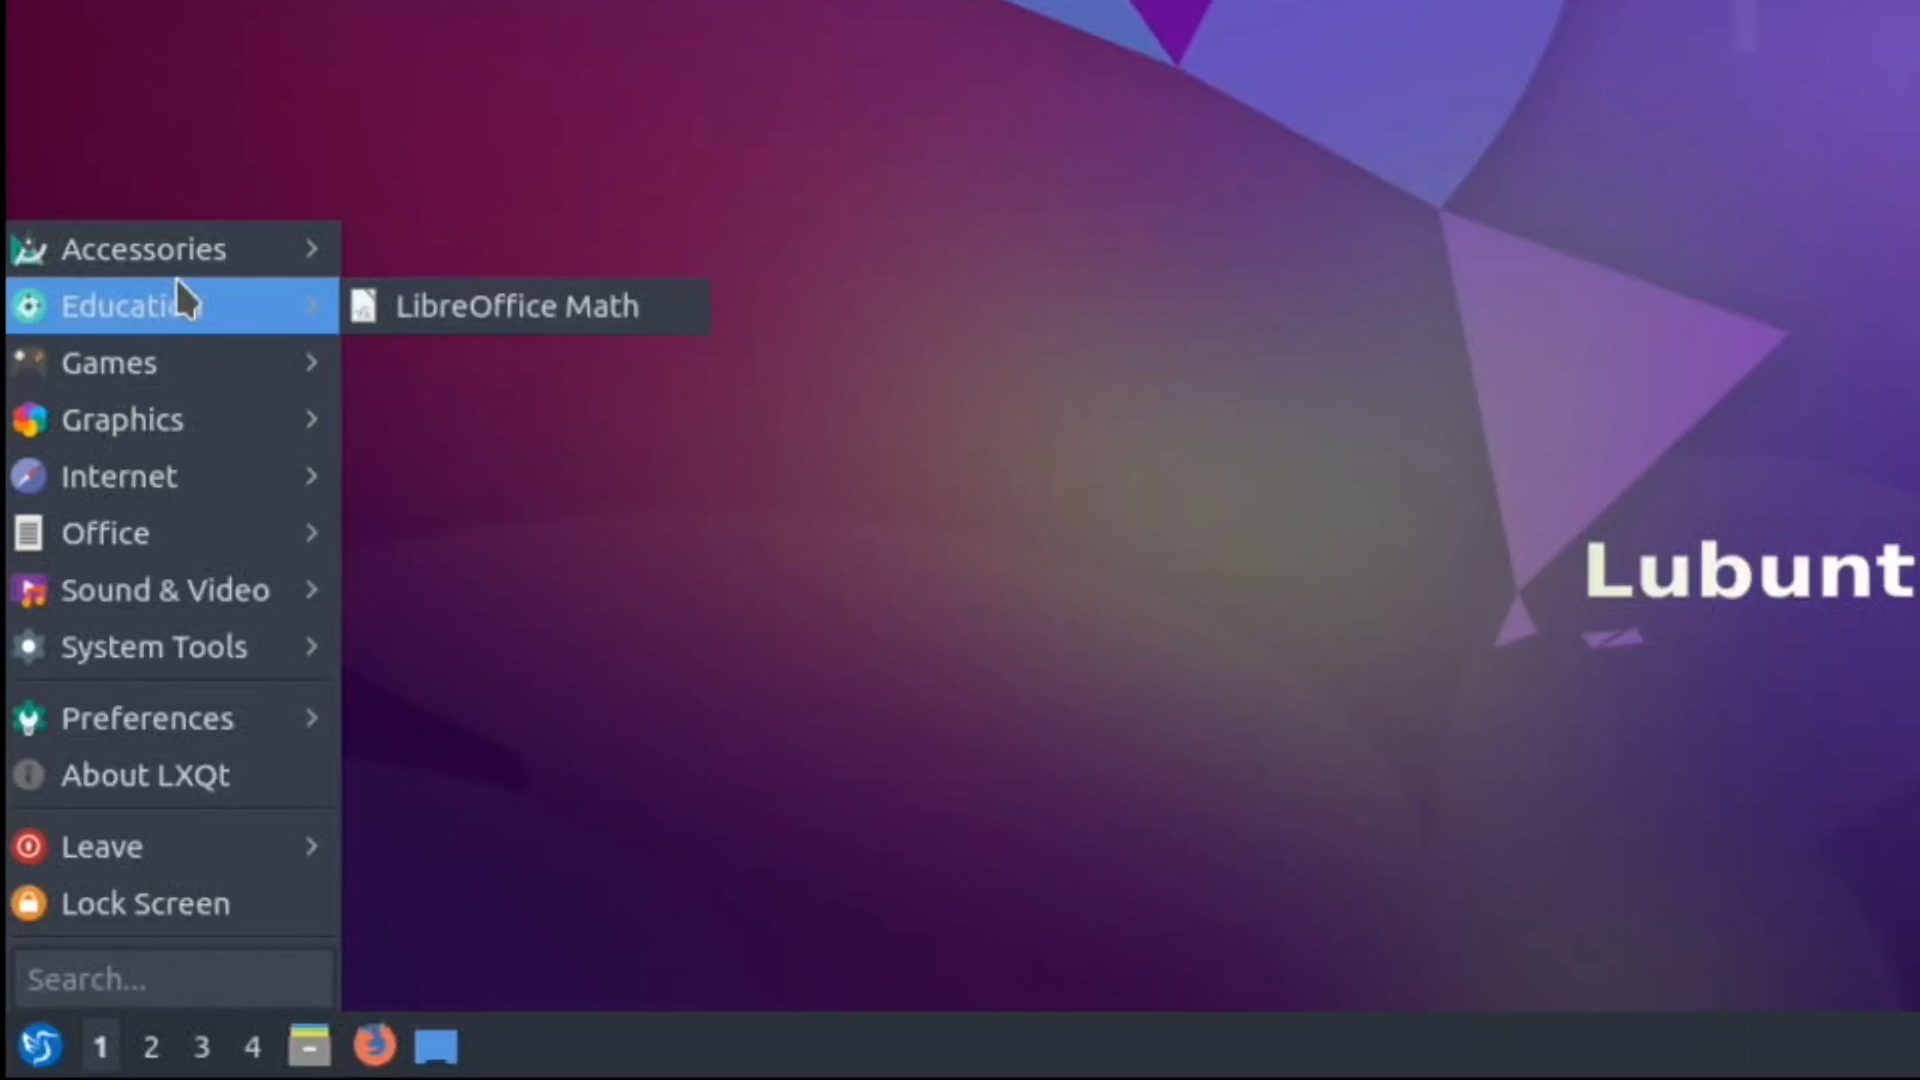 Accessories
Educatio
LibreOffice Math
Games
Graphics
Internet
Office
Sound & Video
System Tools
Lubunt
Preferences
About LXQt
Leave
Lock Screen
Search...
1 2 3 4